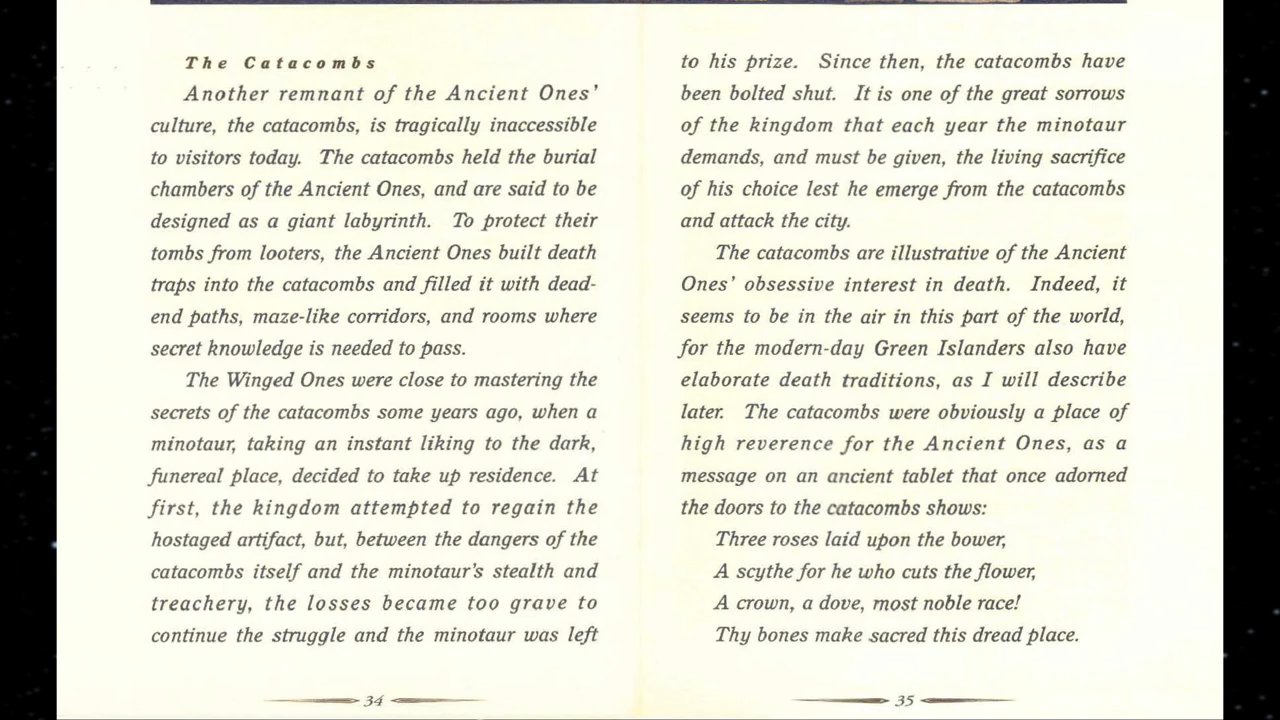 The Catacombs
Another remnant of the Ancient Ones'
culture, the catacombs, is tragically inaccessible
to visitors today. The catacombs held the burial
chambers of the Ancient Ones, and are said to be
designed as a giant labyrinth. To protect their
tombs from looters, the Ancient Ones built death
traps into the catacombs and filled it with dead-
end paths, maze-like corridors, and rooms where
secret knowledge is needed to pass.
The Winged Ones were close to mastering the
secrets of the catacombs some years ago, when a
minotaur, taking an instant liking to the dark,
funereal place, decided to take up residence. At
first, the kingdom attempted to regain the
hostaged artifact, but, between the dangers of the
catacombs itself and the minotaur's stealth and
treachery, the losses became too grave to
continue the struggle and the minotaur was left
34
to his prize. Since then, the catacombs have
been bolted shut. It is one of the great sorrows
of the kingdom that each year the minotaur
demands, and must be given, the living sacrifice
of his choice lest he emerge from the catacombs
and attack the city.
The catacombs are illustrative of the Ancient
Ones' obsessive interest in death. Indeed, it
seems to be in the air in this part of the world,
for the modern-day Green Islanders also have
elaborate death traditions, as I will describe
later. The catacombs were obviously a place of
high reverence for the Ancient Ones, as a
message on an ancient tablet that once adorned
the doors to the catacombs shows:
Three roses laid upon the bower,
A scythe for he who cuts the flower,
A crown, a dove, most noble race!
Thy bones make sacred this dread place.
35